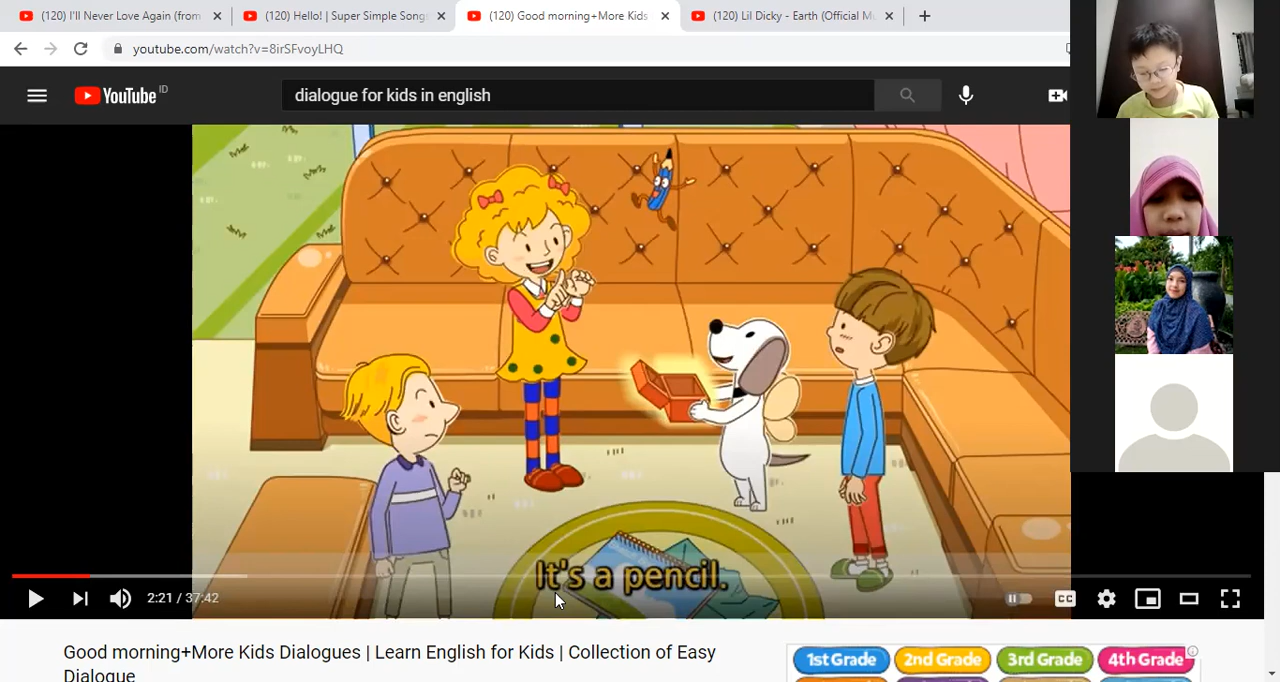 (120) I'll Never Love Again (from
(120) Hello! | Super Simple Song
(120) Good morning+More Kids
(120) Lil Dicky - Earth (Official Mu
youtube.com/watch?v=8irSFvoyLHQ
YouTube ID
dialogue for kids in english
It's a pencil.
2:21 / 37:42
CC
Good morning+More Kids Dialogues | Learn English for Kids | Collection of Easy
Dialogue
1st Grade
2nd Grade
3rd Grade
4th Grade